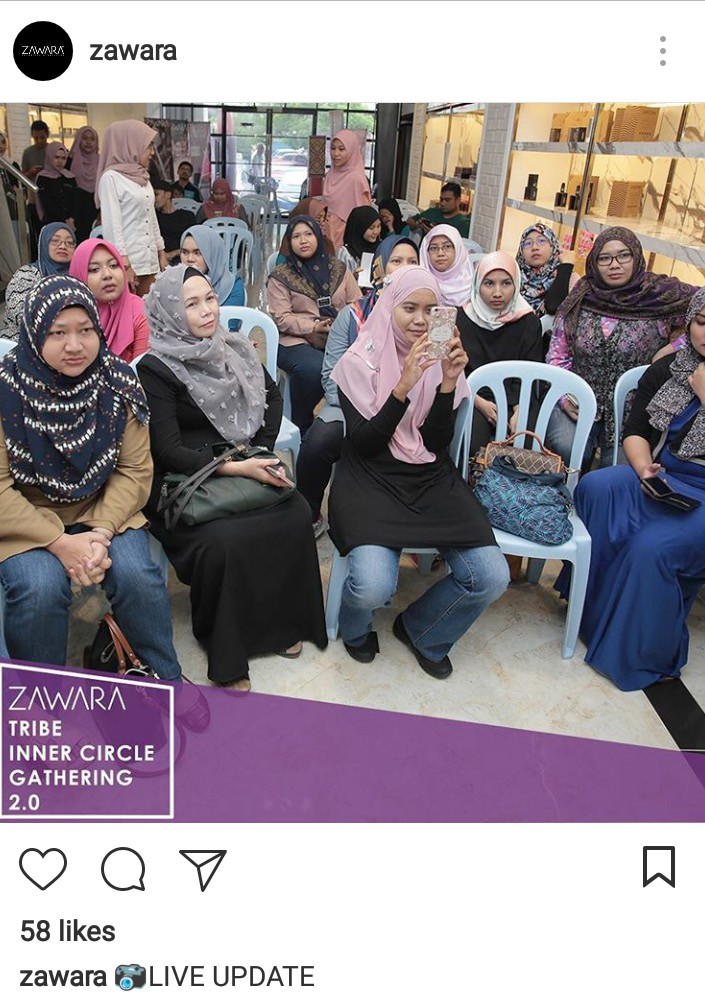 ZAWARA
zawara
ZAWARA
TRIBE
INNER CIRCLE
GATHERING
2.0
58 likes
zawara 📷LIVE UPDATE